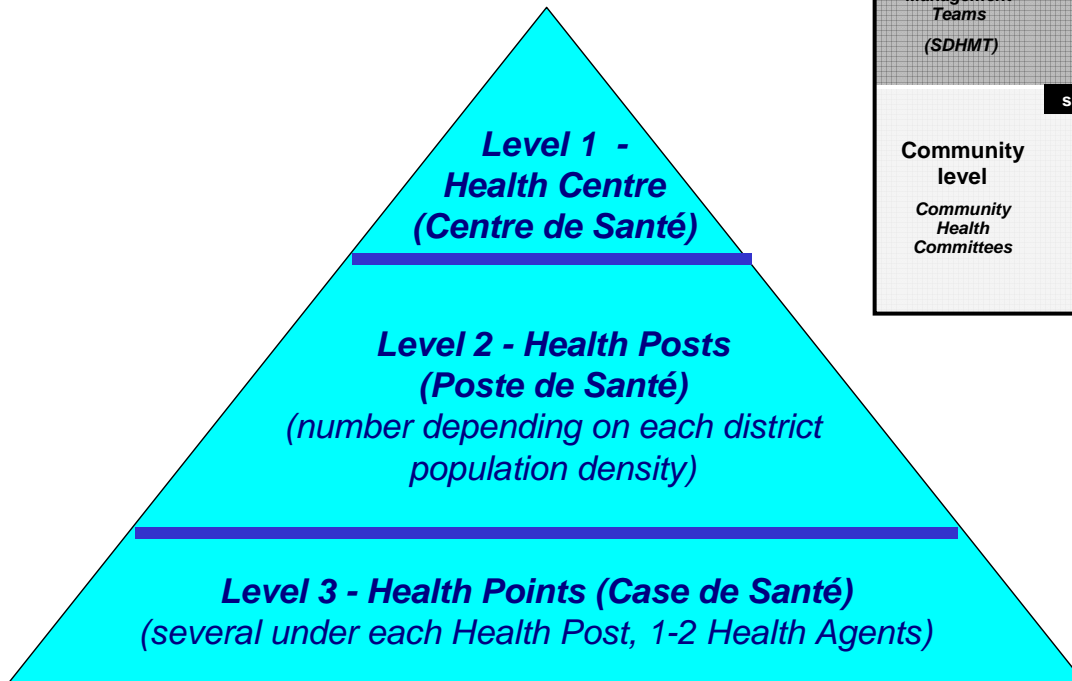 Level 1 -
Health Centre
(Centre de Santé)
Level 2 - Health Posts
(Poste de Santé)
(number depending on each district
population density)
Level 3 - Health Points (Case de Santé)
(several under each Health Post, 1-2 Health Agents)
Teams
(SDHMT)
s
Community
level
Community
Health
Committees